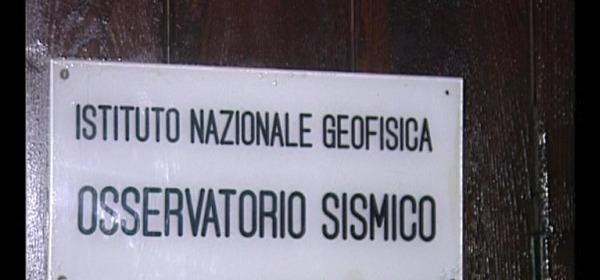 ISTITUTO NAZIONALE GEOFISICA
OSSERVATORIO SISMICO